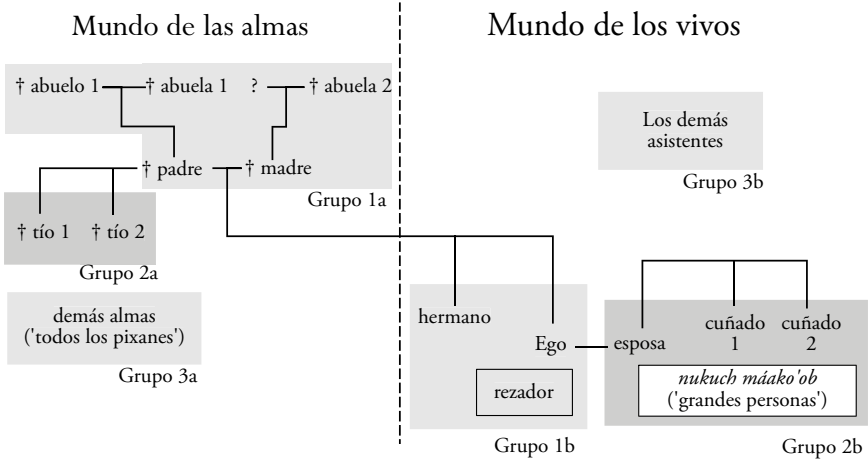 Mundo de las almas
† abuelo 1 † abuela 1 ? † abuela 2
† padre † madre
Grupo 1a
† tío 1 † tío 2
Grupo 2a
demás almas
('todos los pixanes')
Grupo 3a
Mundo de los vivos
Los demás
asistentes
Grupo 3b
hermano
Ego
rezador
Grupo 1b
esposa
cuñado
1
cuñado
2
nukuch máako'ob
('grandes personas')
Grupo 2b